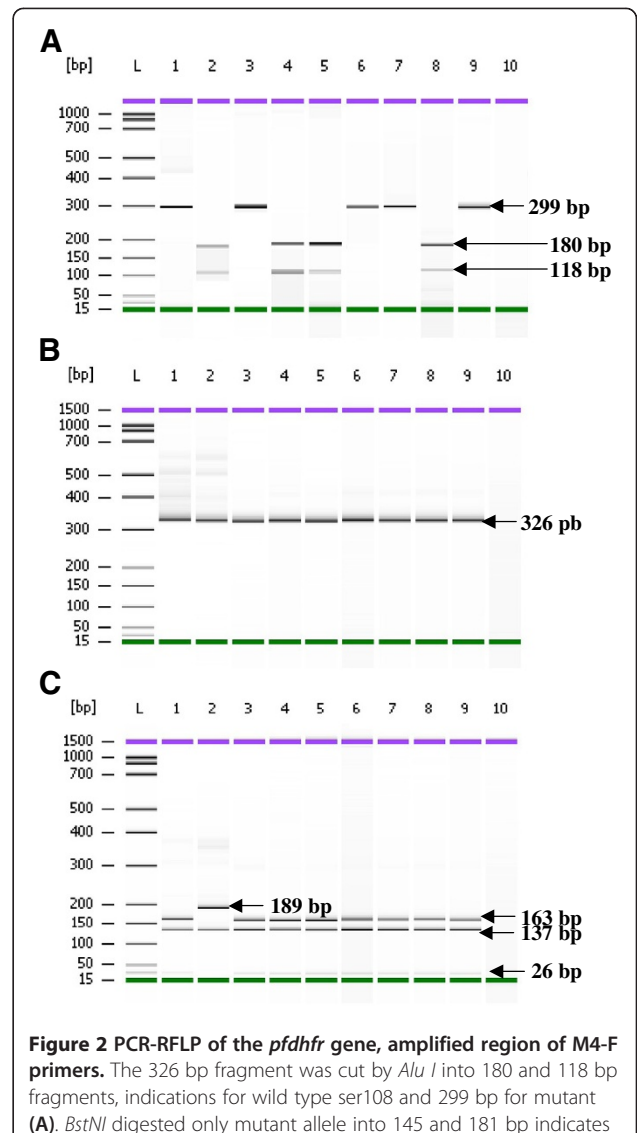 A
[bp] L 1 2 3 4 5 6 7 8 9 10
1000
700
500
400
300
299 bp
200
180 bp
150
118 bp
100
50
15
B
[bp] L 1 2 3 4 5 6 7 8 9 10
1500
1000
700
500
400
326 pb
300
200
150
100
50
15
C
[bp] L 1 2 3 4 5 6 7 8 9 10
1500
1000
700
500
400
300
200
189 bp
163 bp
150
137 bp
100
50
26 bp
15
Figure 2 PCR-RFLP of the pfdhfr gene, amplified region of M4-F
primers. The 326 bp fragment was cut by Alu I into 180 and 118 bp
fragments, indications for wild type ser108 and 299 bp for mutant
(A). BstNI digested only mutant allele into 145 and 181 bp indicates